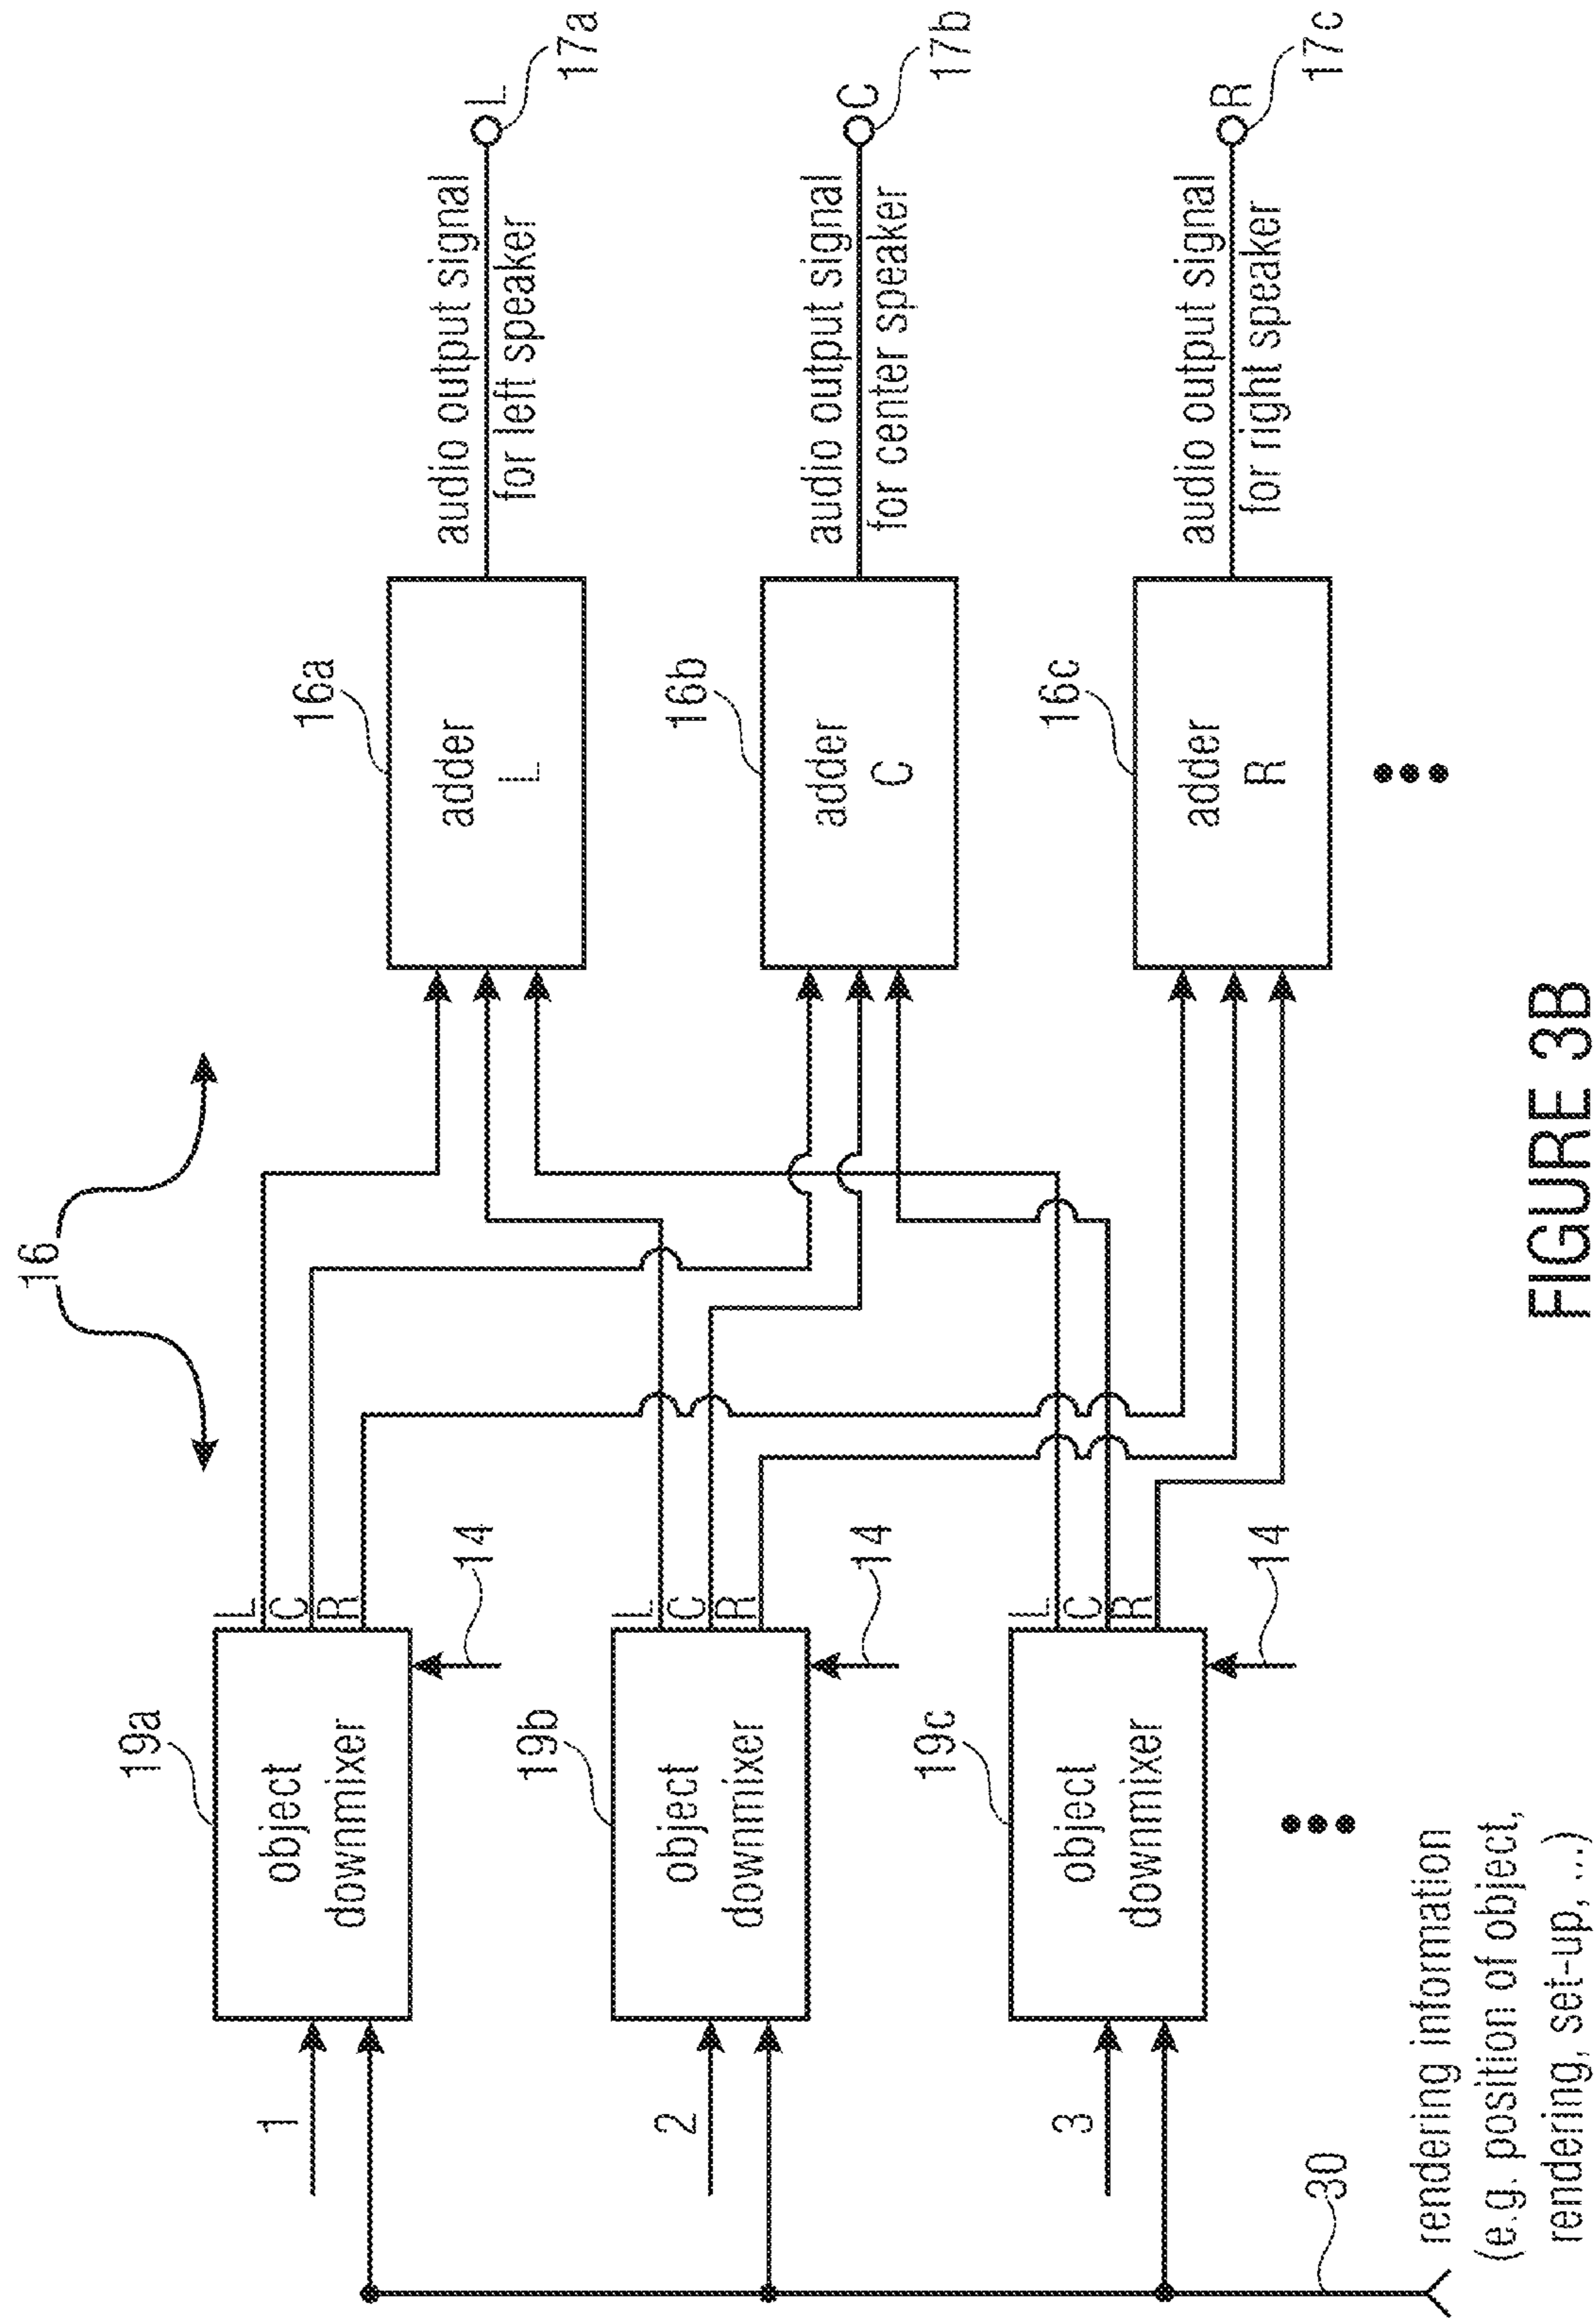 16
19a
object
downmixer
1
L
C
R
14
16a
adder
L
audio output signal
for left speaker
L
17a
19b
object
downmixer
2
L
C
R
14
16b
adder
C
audio output signal
for center speaker
C
17b
19c
object
downmixer
3
L
C
R
14
16c
adder
R
audio output signal
for right speaker
R
17c
30
rendering information
(e.g. position of object,
rendering, set-up, ...)
FIGURE 3B